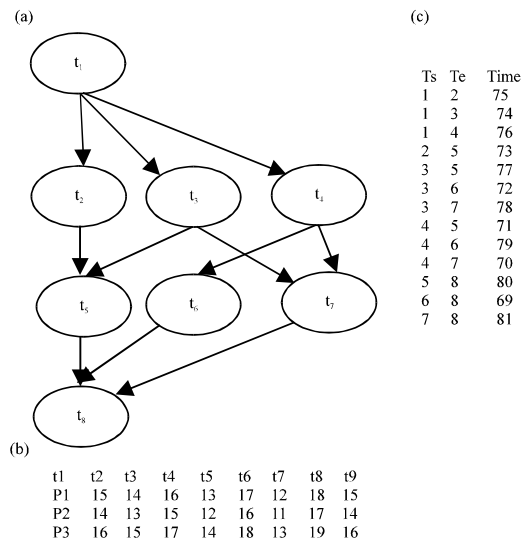 (a)
(c)
t1
t2
t3
t4
t5
t6
t7
t8
Ts Te Time
1 2 75
1 3 74
1 4 76
2 5 73
3 5 77
3 6 72
3 7 78
4 5 71
4 6 79
4 7 70
5 8 80
6 8 69
7 8 81
(b)
t1 t2 t3 t4 t5 t6 t7 t8 t9
P1 15 14 16 13 17 12 18 15
P2 14 13 15 12 16 11 17 14
P3 16 15 17 14 18 13 19 16